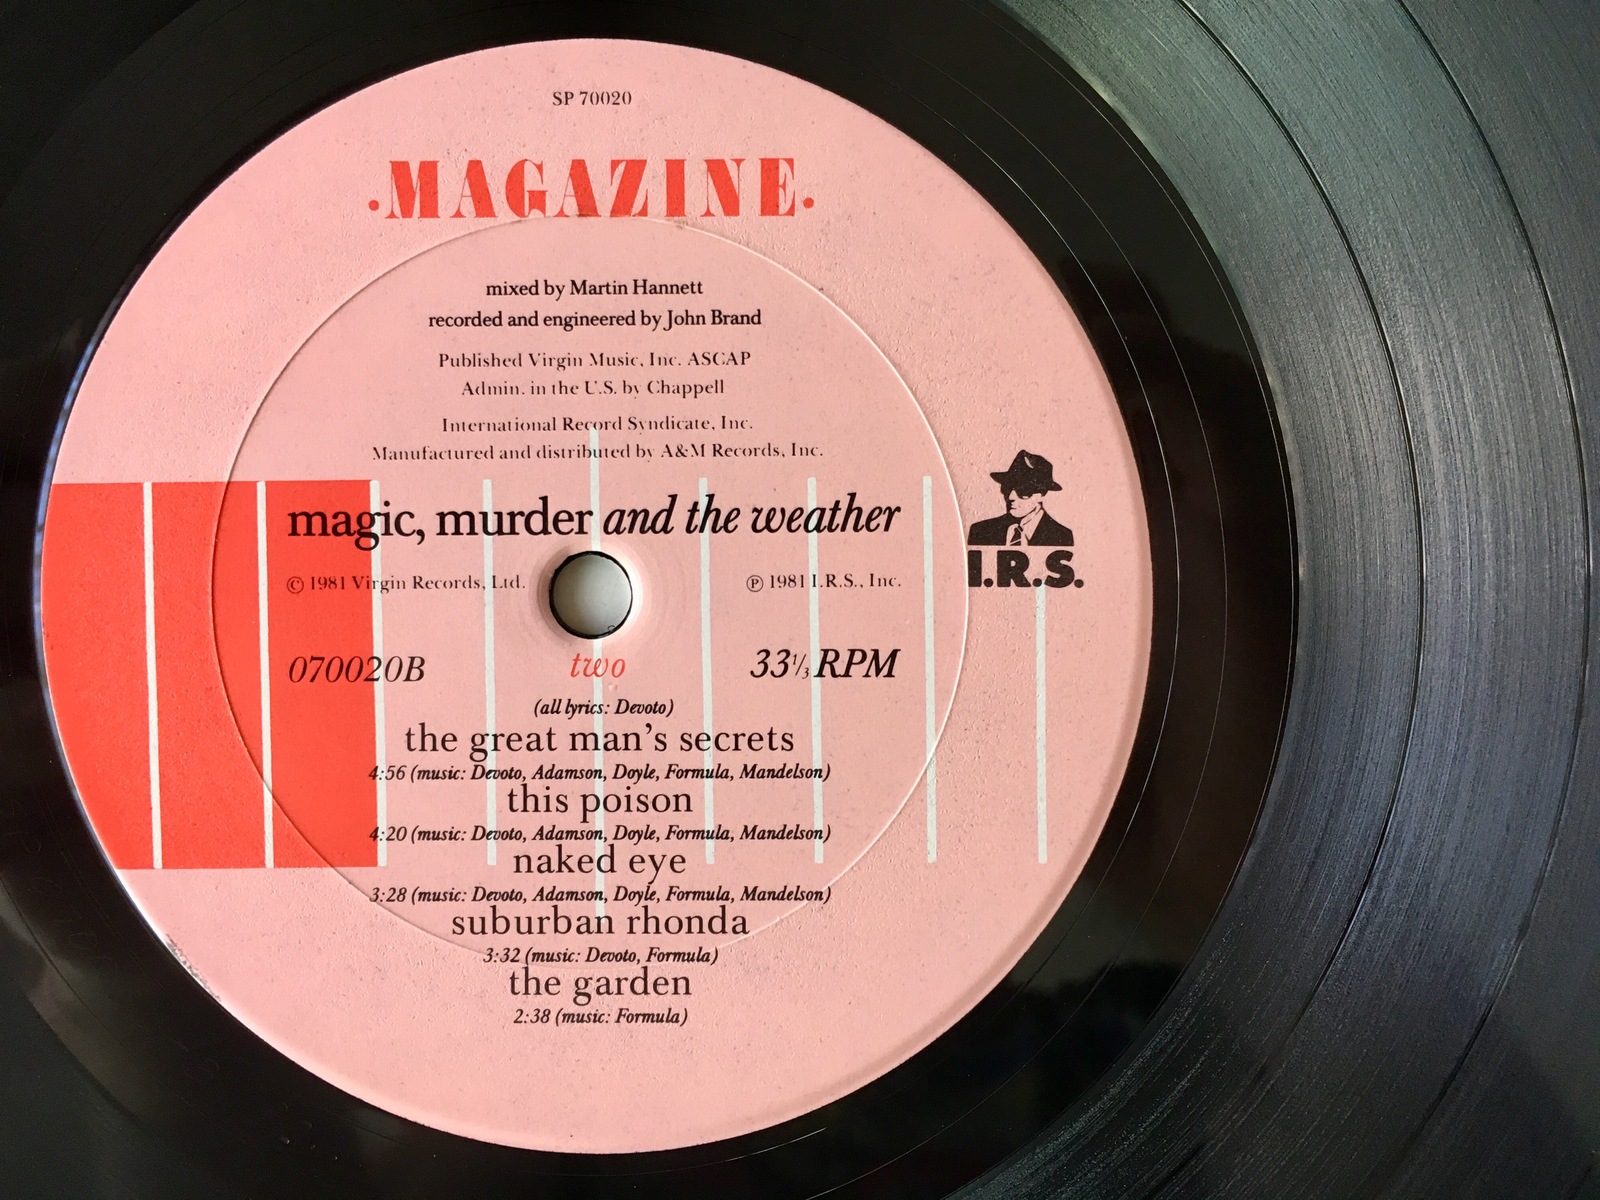 SP 70020
·MAGAZINE·
mixed by Martin Hannett
recorded and engineered by John Brand
Published Virgin Music, Inc. ASCAP
Admin. in the U.S. by Chappell
International Record Syndicate, Inc.
Manufactured and distributed by A&M Records, Inc.
magic, murder and the weather
© 1981 Virgin Records, Ltd.
℗ 1981 I.R.S., Inc.
I.R.S.
070020B
two
33⅓ RPM
(all lyrics: Devoto)
the great man's secrets
4:56 (music: Devoto, Adamson, Doyle, Formula, Mandelson)
this poison
4:20 (music: Devoto, Adamson, Doyle, Formula, Mandelson)
naked eye
3:28 (music: Devoto, Adamson, Doyle, Formula, Mandelson)
suburban rhonda
3:32 (music: Devoto, Formula)
the garden
2:38 (music: Formula)